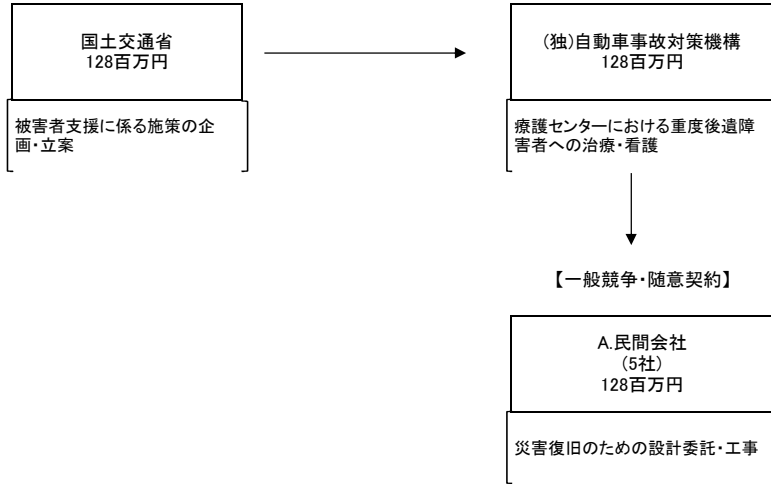 国土交通省
128百万円
被害者支援に係る施策の企
画・立案
(独)自動車事故対策機構
128百万円
療護センターにおける重度後遺障
害者への治療・看護
【一般競争・随意契約】
A.民間会社
(5社)
128百万円
災害復旧のための設計委託・工事